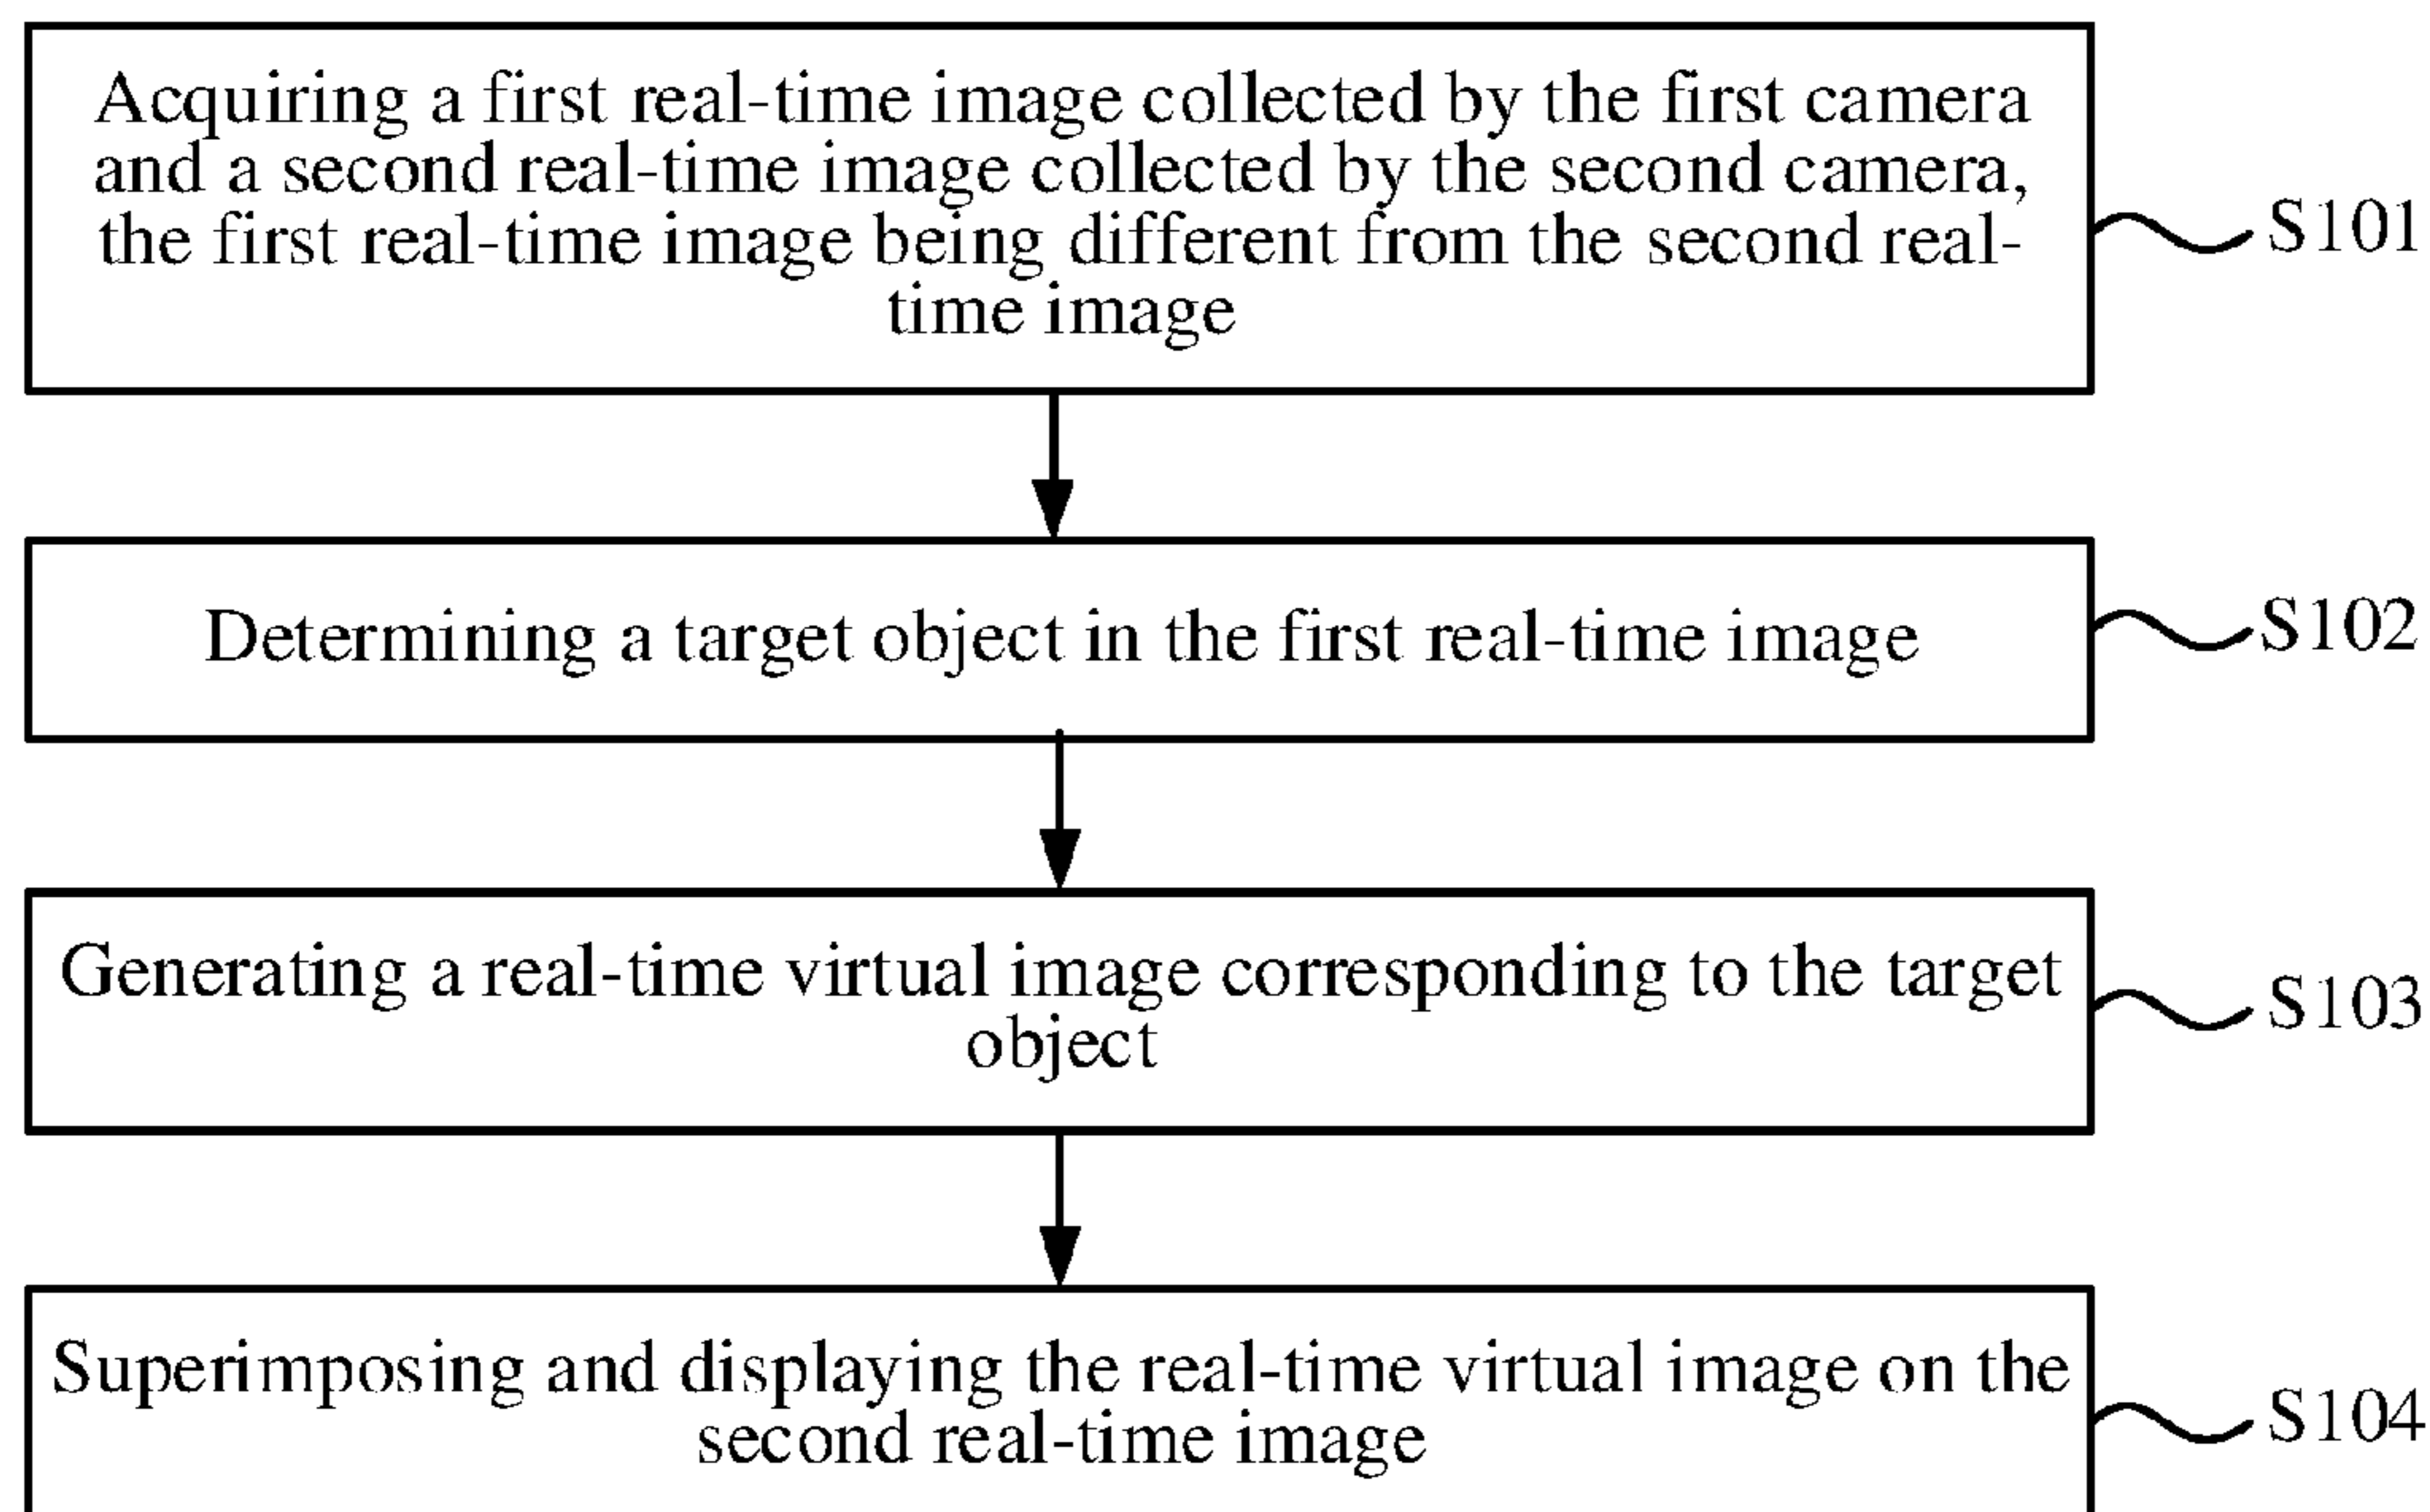 Acquiring a first real-time image collected by the first camera
and a second real-time image collected by the second camera,
the first real-time image being different from the second real-
time image
S101
Determining a target object in the first real-time image
S102
Generating a real-time virtual image corresponding to the target
object
S103
Superimposing and displaying the real-time virtual image on the
second real-time image
S104